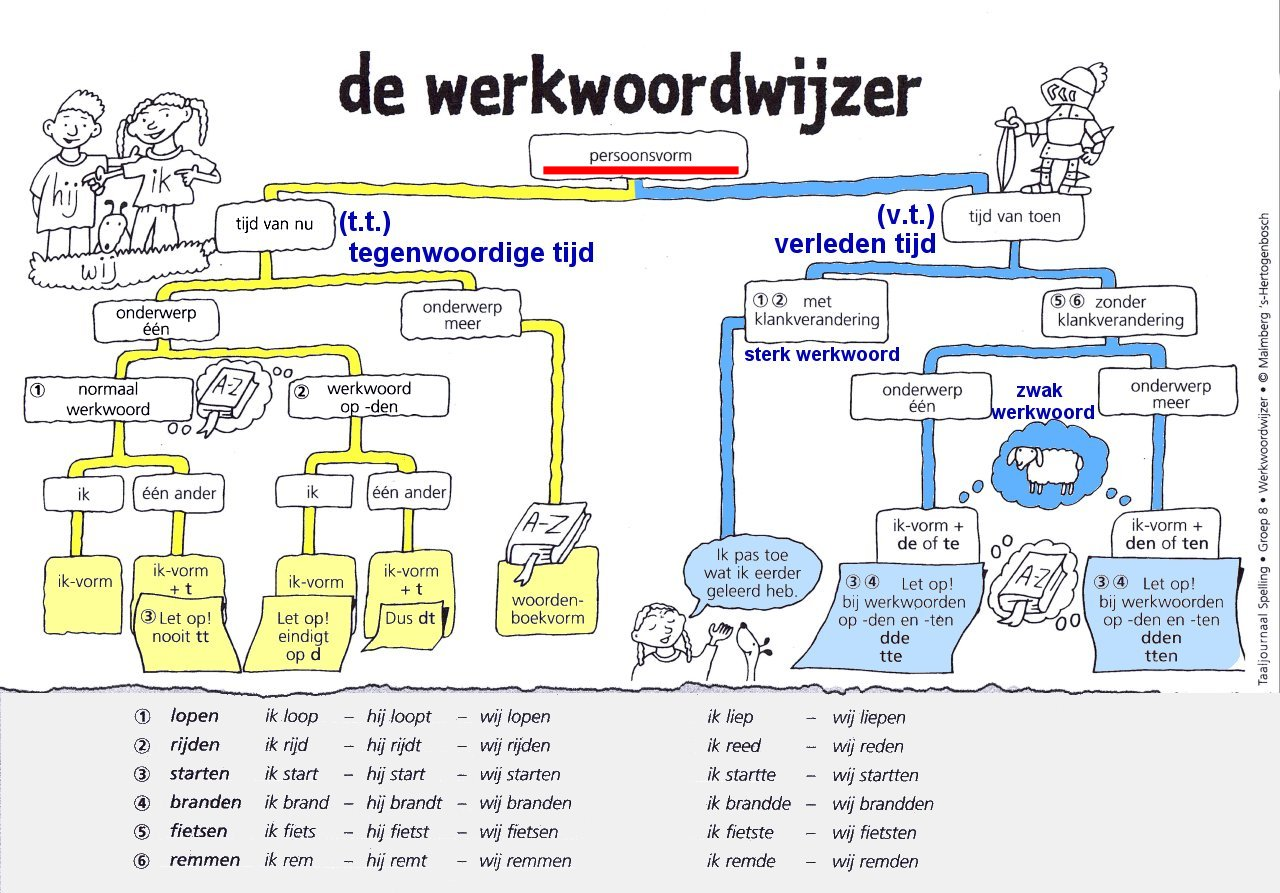 de werkwoordwijzer
persoonsvorm
hij
ik
wij
tijd van nu
(t.t.)
tegenwoordige tijd
(v.t.)
verleden tijd
tijd van toen
onderwerp
één
onderwerp
meer
① ② met
klankverandering
sterk werkwoord
⑤ ⑥ zonder
klankverandering
① normaal
werkwoord
A-Z
② werkwoord
op -den
onderwerp
één
zwak
werkwoord
onderwerp
meer
ik
één ander
ik
één ander
A-Z
ik-vorm
ik-vorm
+ t
③ Let op!
nooit tt
ik-vorm
Let op!
eindigt
op d
ik-vorm
+ t
Dus dt
woorden-
boekvorm
Ik pas toe
wat ik eerder
geleerd heb.
ik-vorm +
de of te
③ ④ Let op!
bij werkwoorden
op -den en -ten
dde
tte
A-Z
ik-vorm +
den of ten
③ ④ Let op!
bij werkwoorden
op -den en -ten
dden
tten
Taaljournaal Spelling • Groep 8 • Werkwoordwijzer • © Malmberg 's-Hertogenbosch
① lopen ik loop – hij loopt – wij lopen ik liep – wij liepen
② rijden ik rijd – hij rijdt – wij rijden ik reed – wij reden
③ starten ik start – hij start – wij starten ik startte – wij startten
④ branden ik brand – hij brandt – wij branden ik brandde – wij brandden
⑤ fietsen ik fiets – hij fietst – wij fietsen ik fietste – wij fietsten
⑥ remmen ik rem – hij remt – wij remmen ik remde – wij remden